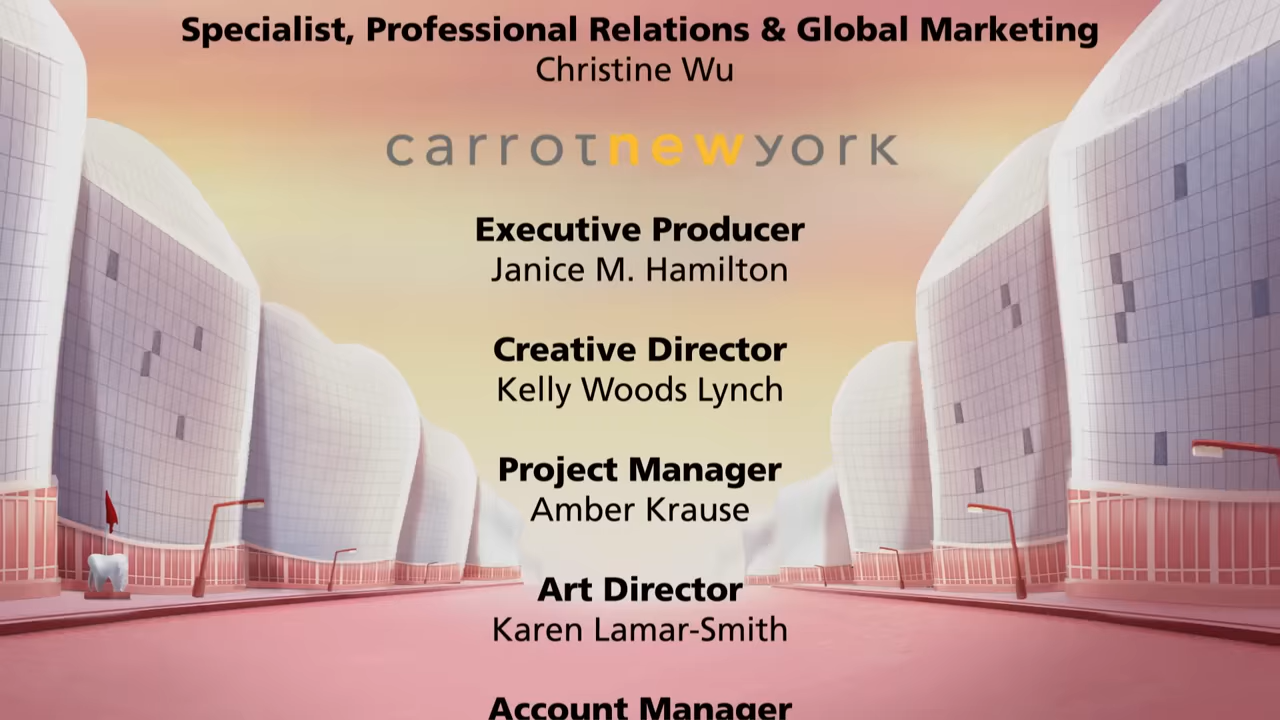 Specialist, Professional Relations & Global Marketing
Christine Wu
carrotnewyork
Executive Producer
Janice M. Hamilton
Creative Director
Kelly Woods Lynch
Project Manager
Amber Krause
Art Director
Karen Lamar-Smith
Account Manager